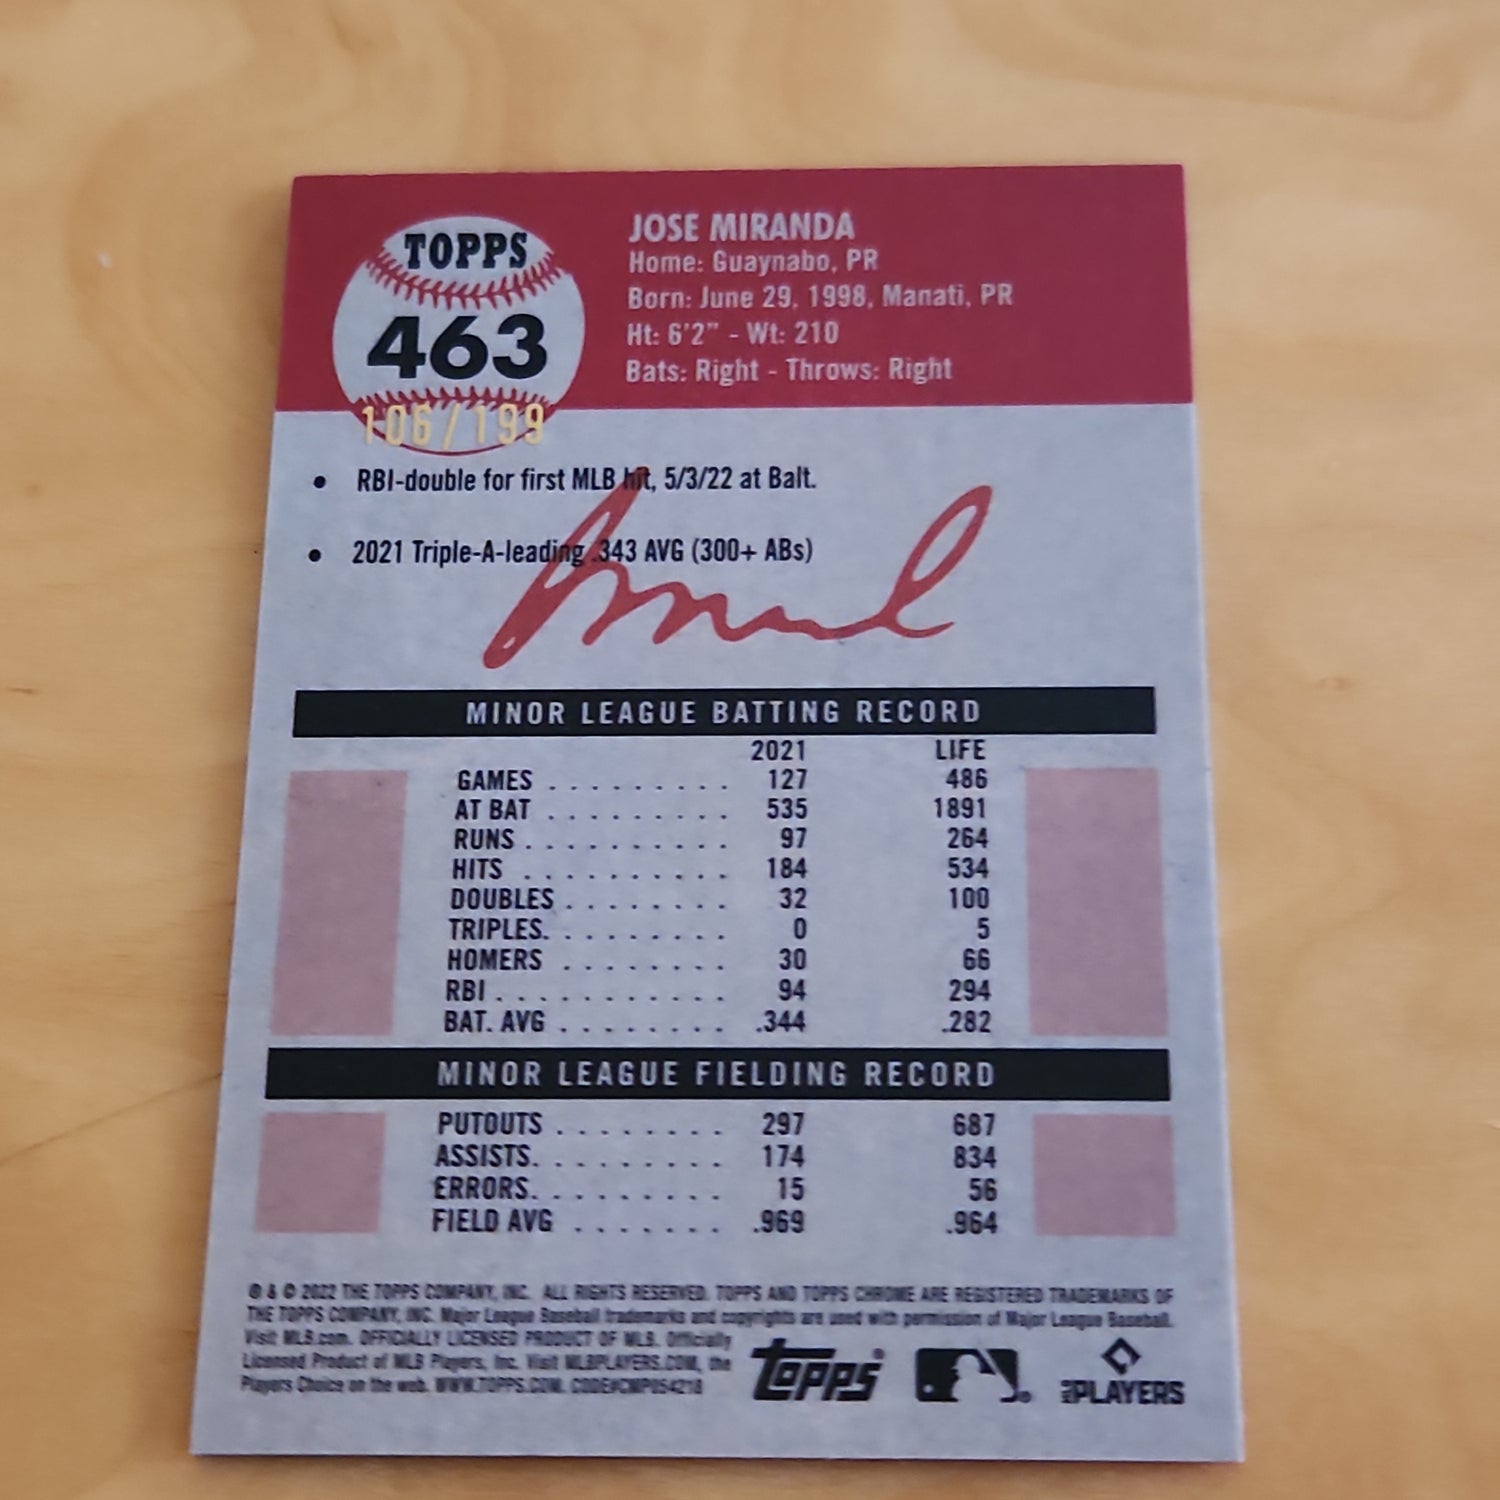 TOPPS
463
106/199
JOSE MIRANDA
Home: Guaynabo, PR
Born: June 29, 1998, Manati, PR
Ht: 6'2" - Wt: 210
Bats: Right - Throws: Right
• RBI-double for first MLB hit, 5/3/22 at Balt.
• 2021 Triple-A-leading .343 AVG (300+ ABs)
MINOR LEAGUE BATTING RECORD
2021 LIFE
GAMES . . . . . . . . . 127 486
AT BAT . . . . . . . . . 535 1891
RUNS . . . . . . . . . . 97 264
HITS . . . . . . . . . . 184 534
DOUBLES . . . . . . . . 32 100
TRIPLES. . . . . . . . . 0 5
HOMERS . . . . . . . . 30 66
RBI . . . . . . . . . . . 94 294
BAT. AVG . . . . . . . . .344 .282
MINOR LEAGUE FIELDING RECORD
PUTOUTS . . . . . . . . 297 687
ASSISTS. . . . . . . . . 174 834
ERRORS. . . . . . . . . 15 56
FIELD AVG . . . . . . . .969 .964
® & © 2022 THE TOPPS COMPANY, INC. ALL RIGHTS RESERVED. TOPPS AND TOPPS CHROME ARE REGISTERED TRADEMARKS OF
THE TOPPS COMPANY, INC. Major League Baseball trademarks and copyrights are used with permission of Major League Baseball.
Visit MLB.com. OFFICIALLY LICENSED PRODUCT OF MLB. Officially
Licensed Product of MLB Players, Inc. Visit MLBPLAYERS.COM, the
Players Choice on the web. WWW.TOPPS.COM. CODE#CMP054218
Topps®
PLAYERS